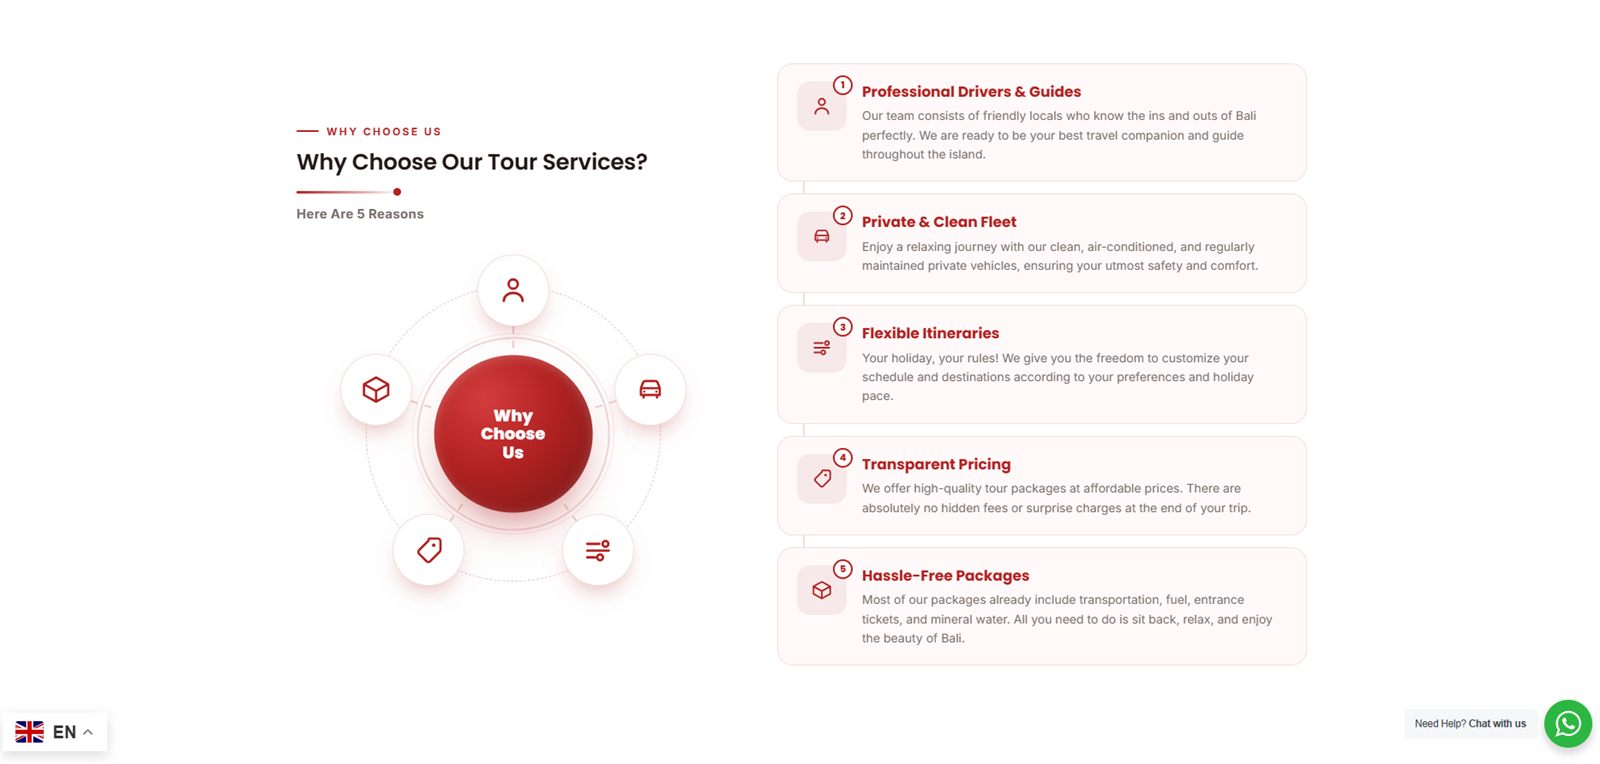 WHY CHOOSE US
Why Choose Our Tour Services?
Here Are 5 Reasons
Why
Choose
Us
1
Professional Drivers & Guides
Our team consists of friendly locals who know the ins and outs of Bali
perfectly. We are ready to be your best travel companion and guide
throughout the island.
2
Private & Clean Fleet
Enjoy a relaxing journey with our clean, air-conditioned, and regularly
maintained private vehicles, ensuring your utmost safety and comfort.
3
Flexible Itineraries
Your holiday, your rules! We give you the freedom to customize your
schedule and destinations according to your preferences and holiday
pace.
4
Transparent Pricing
We offer high-quality tour packages at affordable prices. There are
absolutely no hidden fees or surprise charges at the end of your trip.
5
Hassle-Free Packages
Most of our packages already include transportation, fuel, entrance
tickets, and mineral water. All you need to do is sit back, relax, and enjoy
the beauty of Bali.
EN
Need Help? Chat with us